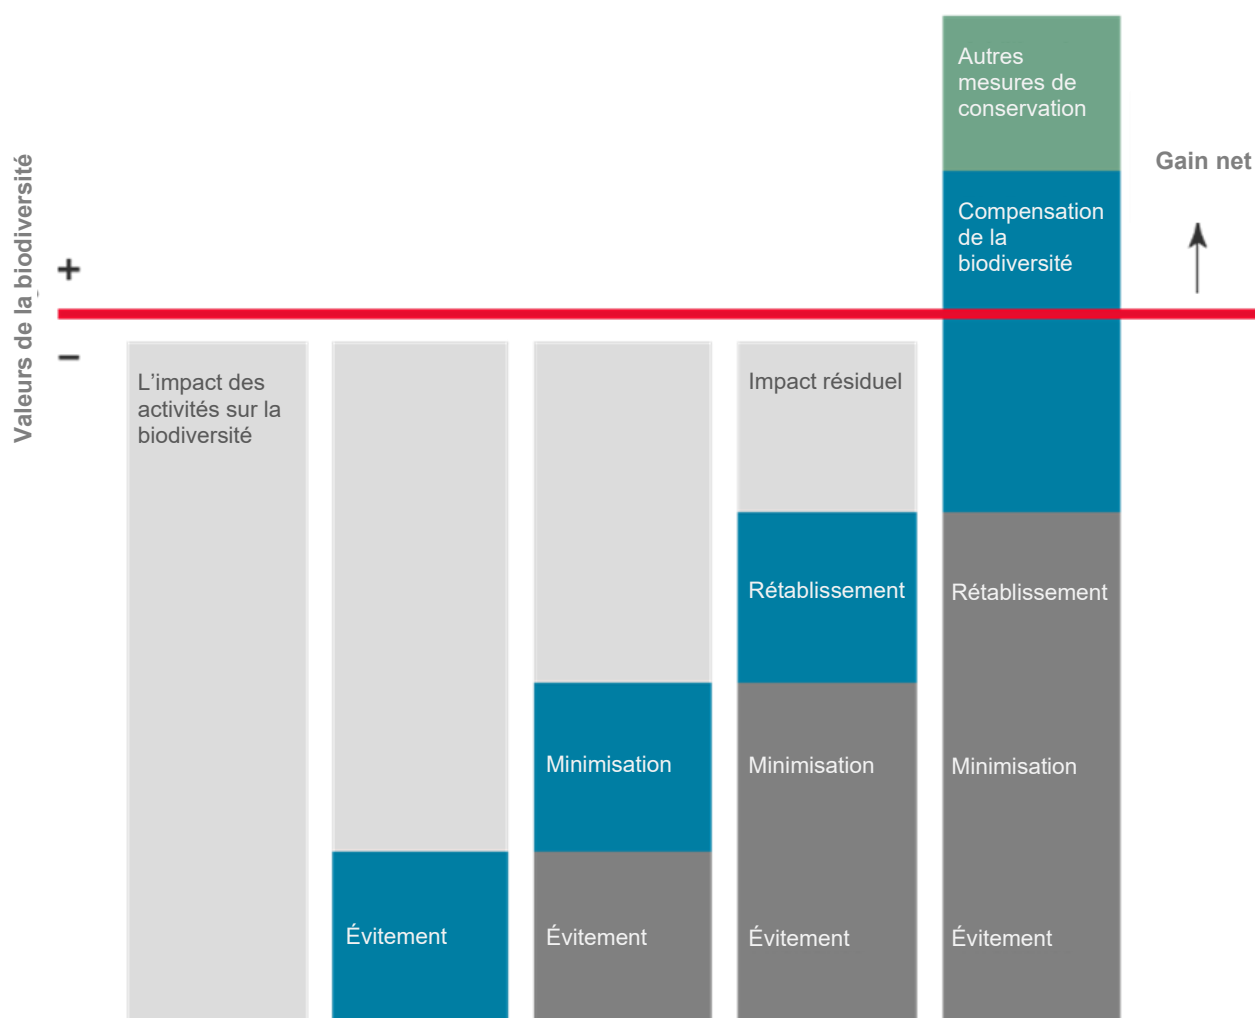 Autres
mesures de
conservation
Gain net
Compensation
de la
biodiversité
Valeurs de la biodiversité
+
−
L'impact des
activités sur la
biodiversité
Impact résiduel
Rétablissement
Rétablissement
Minimisation
Minimisation
Minimisation
Évitement
Évitement
Évitement
Évitement